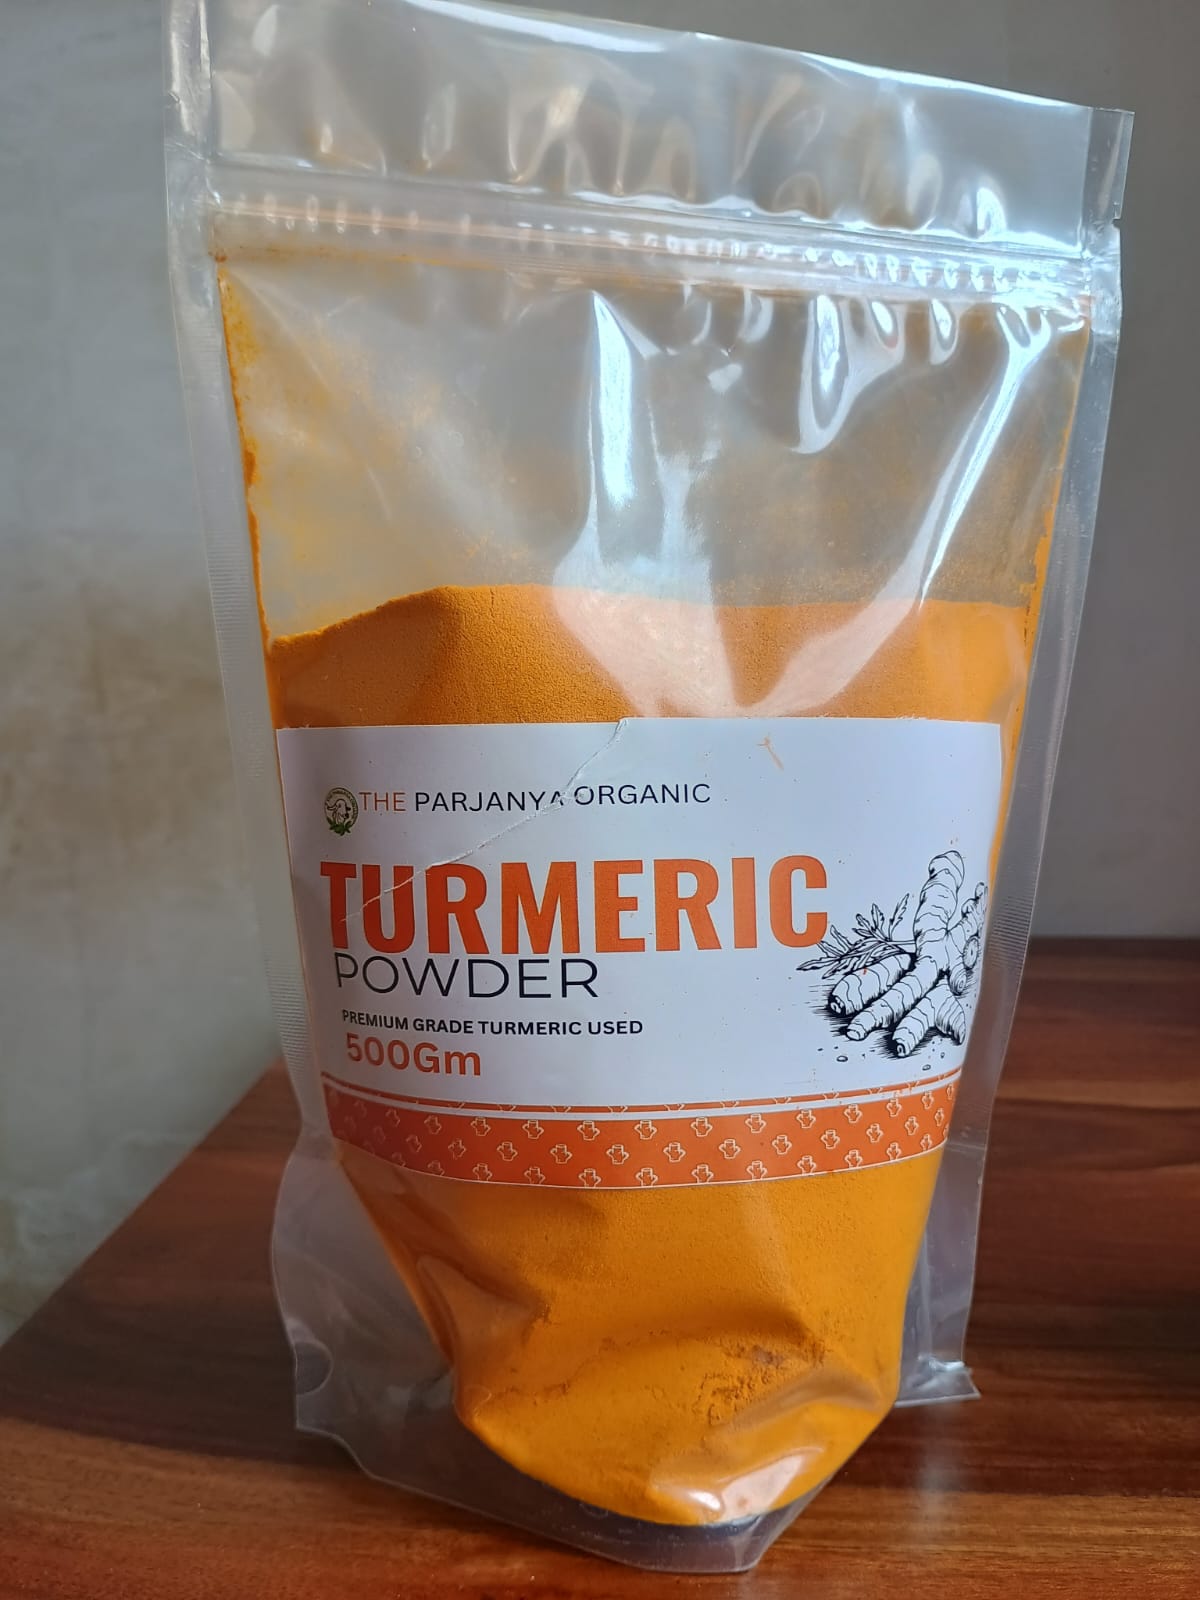 THE PARJANYA ORGANIC
TURMERIC
POWDER
PREMIUM GRADE TURMERIC USED
500Gm